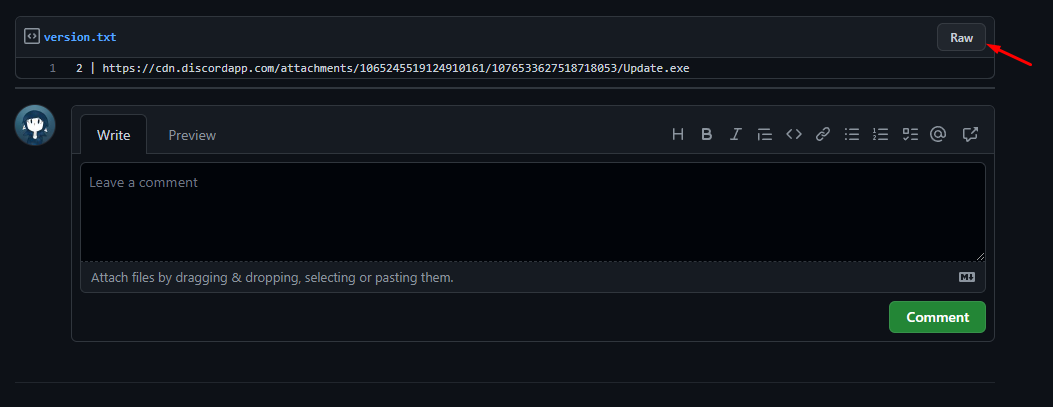 version.txt
Raw
1 2 | https://cdn.discordapp.com/attachments/1065245519124910161/1076533627518718053/Update.exe
Write Preview
Leave a comment
Attach files by dragging & dropping, selecting or pasting them.
Comment